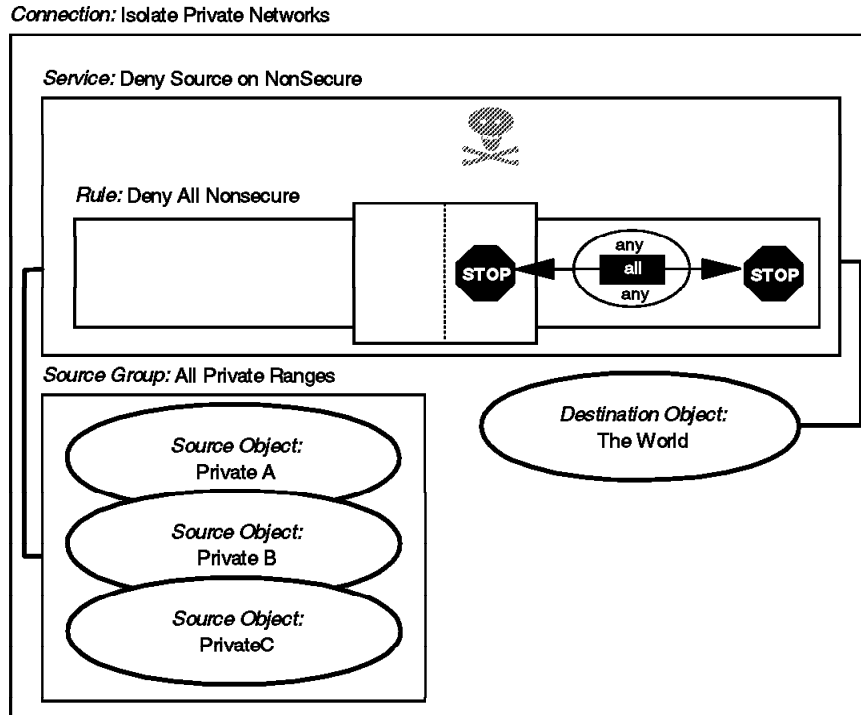 Connection: Isolate Private Networks
Service: Deny Source on NonSecure
Rule: Deny All Nonsecure
STOP
any
all
any
STOP
Source Group: All Private Ranges
Source Object:
Private A
Source Object:
Private B
Source Object:
PrivateC
Destination Object:
The World